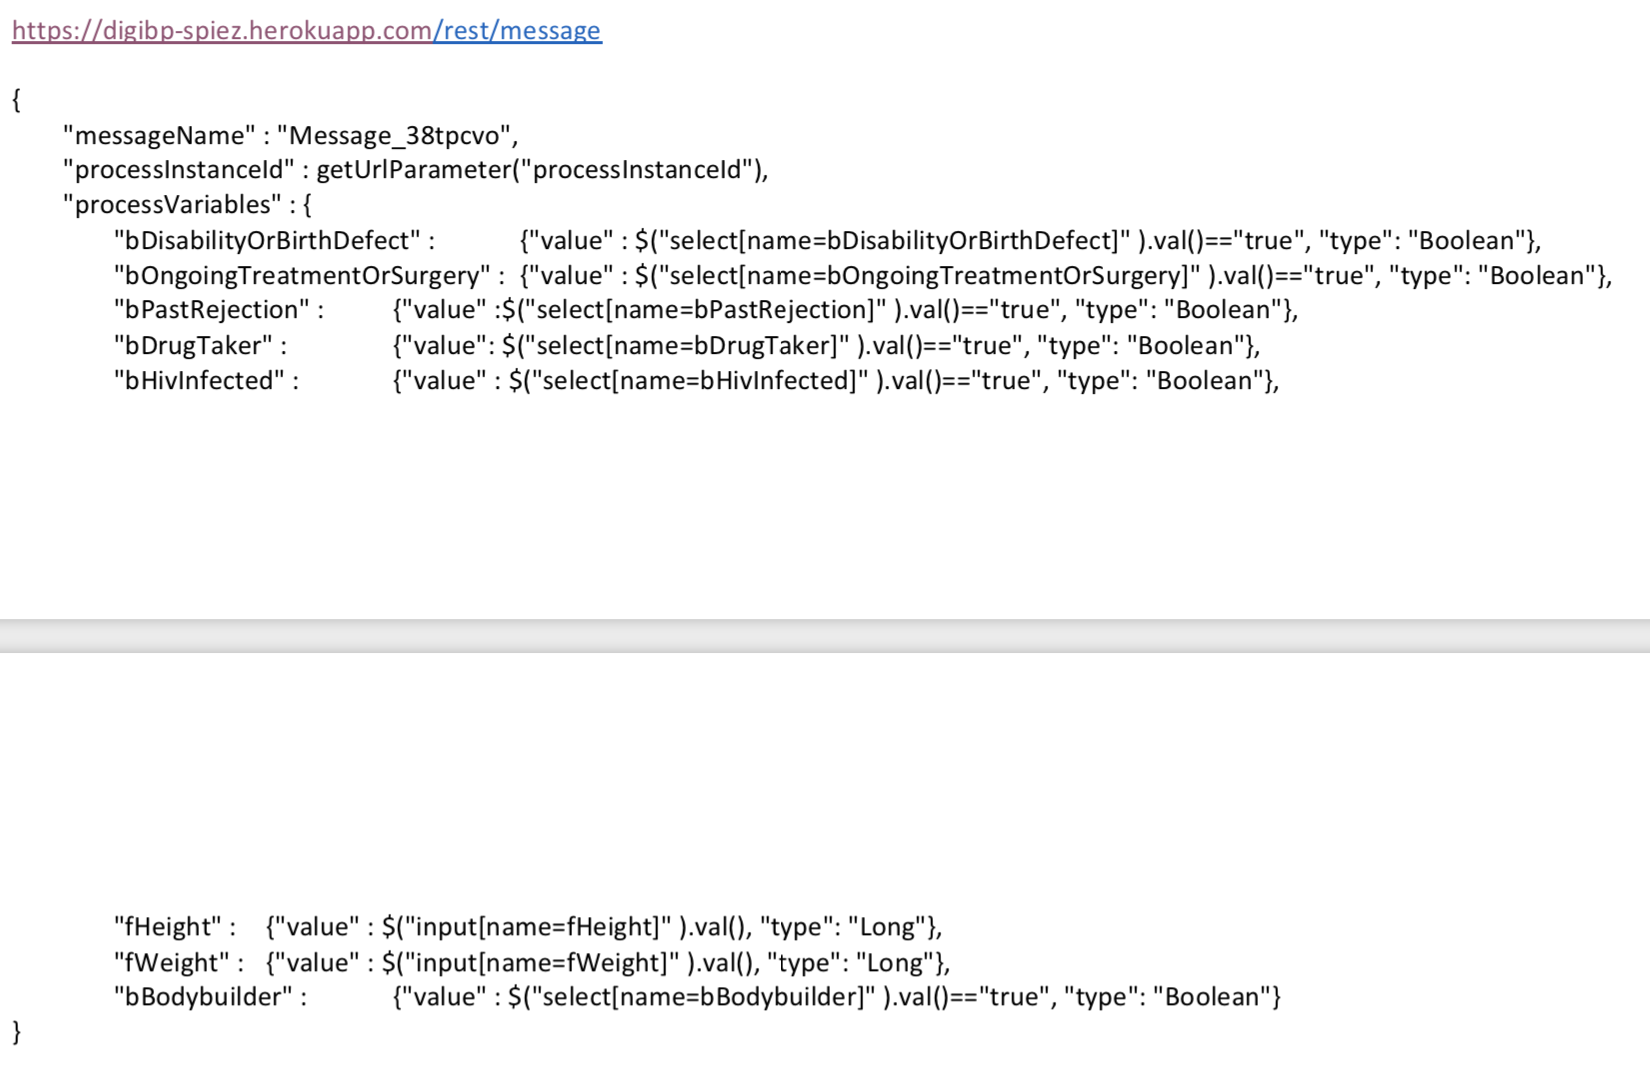 https://digibp-spiez.herokuapp.com/rest/message
{
"messageName" : "Message_38tpcvo",
"processInstanceId" : getUrlParameter("processInstanceId"),
"processVariables" : {
"bDisabilityOrBirthDefect" : {"value" : $("select[name=bDisabilityOrBirthDefect]" ).val()=="true", "type": "Boolean"},
"bOngoingTreatmentOrSurgery" : {"value" : $("select[name=bOngoingTreatmentOrSurgery]" ).val()=="true", "type": "Boolean"},
"bPastRejection" : {"value" :$("select[name=bPastRejection]" ).val()=="true", "type": "Boolean"},
"bDrugTaker" : {"value": $("select[name=bDrugTaker]" ).val()=="true", "type": "Boolean"},
"bHivInfected" : {"value" : $("select[name=bHivInfected]" ).val()=="true", "type": "Boolean"},
"fHeight" : {"value" : $("input[name=fHeight]" ).val(), "type": "Long"},
"fWeight" : {"value" : $("input[name=fWeight]" ).val(), "type": "Long"},
"bBodybuilder" : {"value" : $("select[name=bBodybuilder]" ).val()=="true", "type": "Boolean"}
}